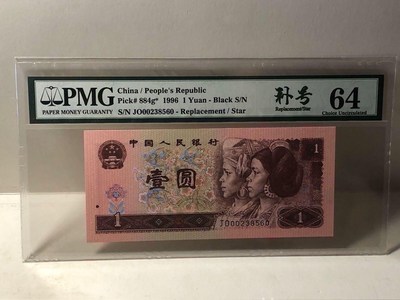 PMG
PAPER MONEY GUARANTY
China / People's Republic
Pick# 884g* 1996 1 Yuan - Black S/N
S/N JO00238560 - Replacement / Star
补号
Replacement/Star
64
Choice Uncirculated
中国人民银行
1
壹圆
JO00238560
1
1